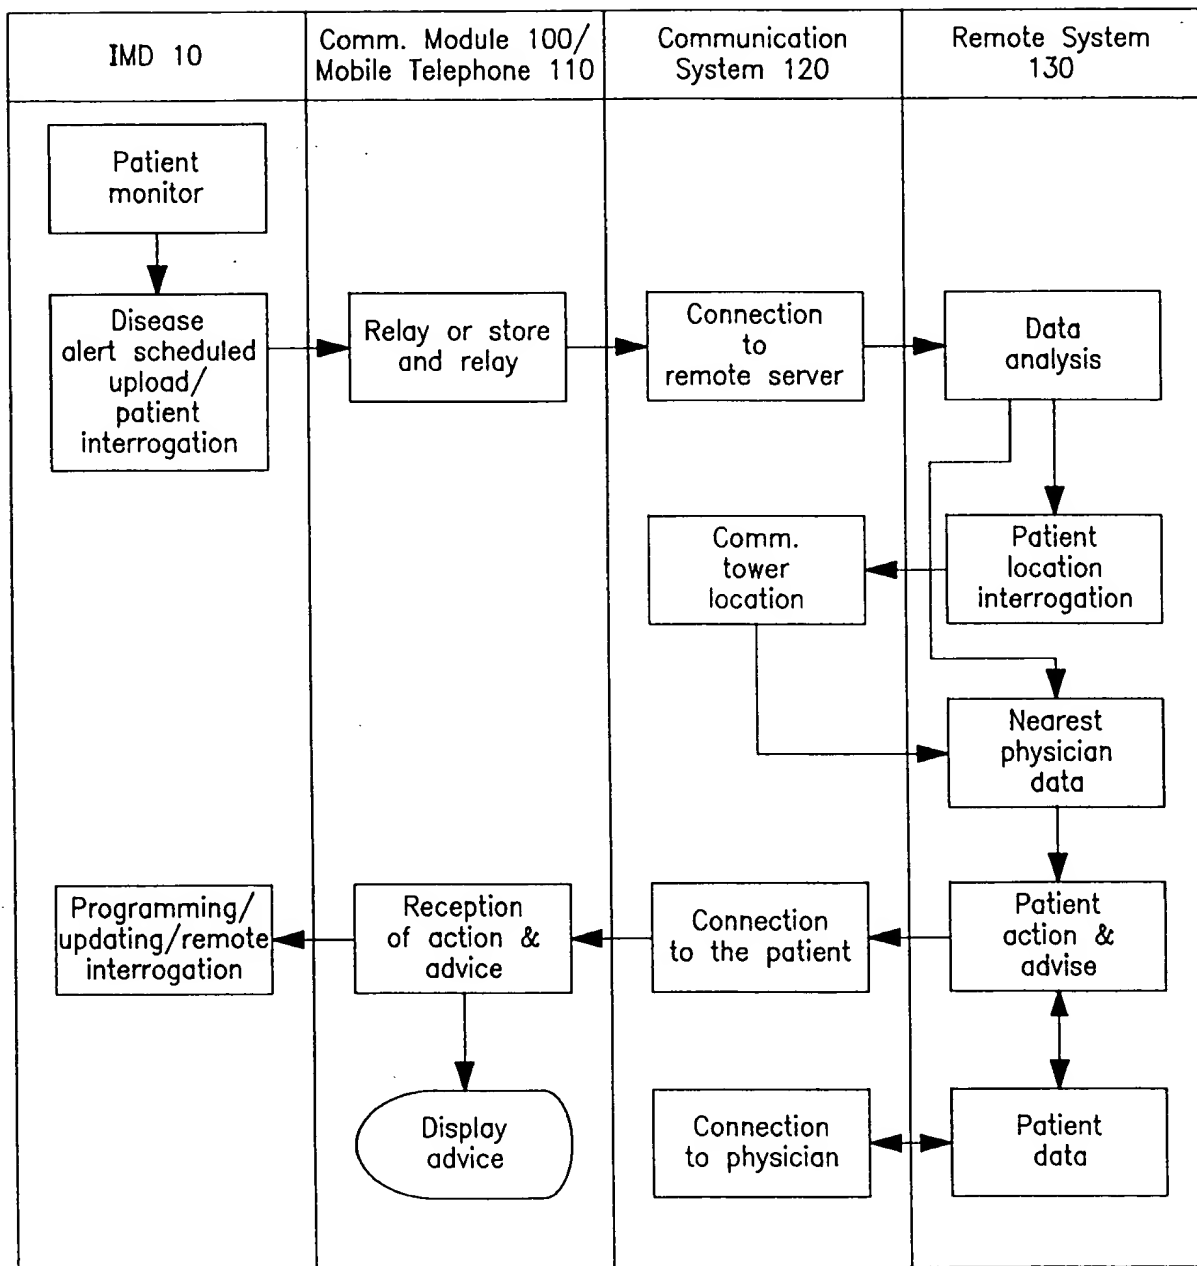 IMD 10
Comm. Module 100/
Mobile Telephone 110
Communication
System 120
Remote System
130
Patient
monitor
Disease
alert scheduled
upload/
patient
interrogation
Relay or store
and relay
Connection
to
remote server
Data
analysis
Comm.
tower
location
Patient
location
interrogation
Nearest
physician
data
Programming/
updating/remote
interrogation
Reception
of action &
advice
Connection
to the patient
Patient
action &
advise
Display
advice
Connection
to physician
Patient
data